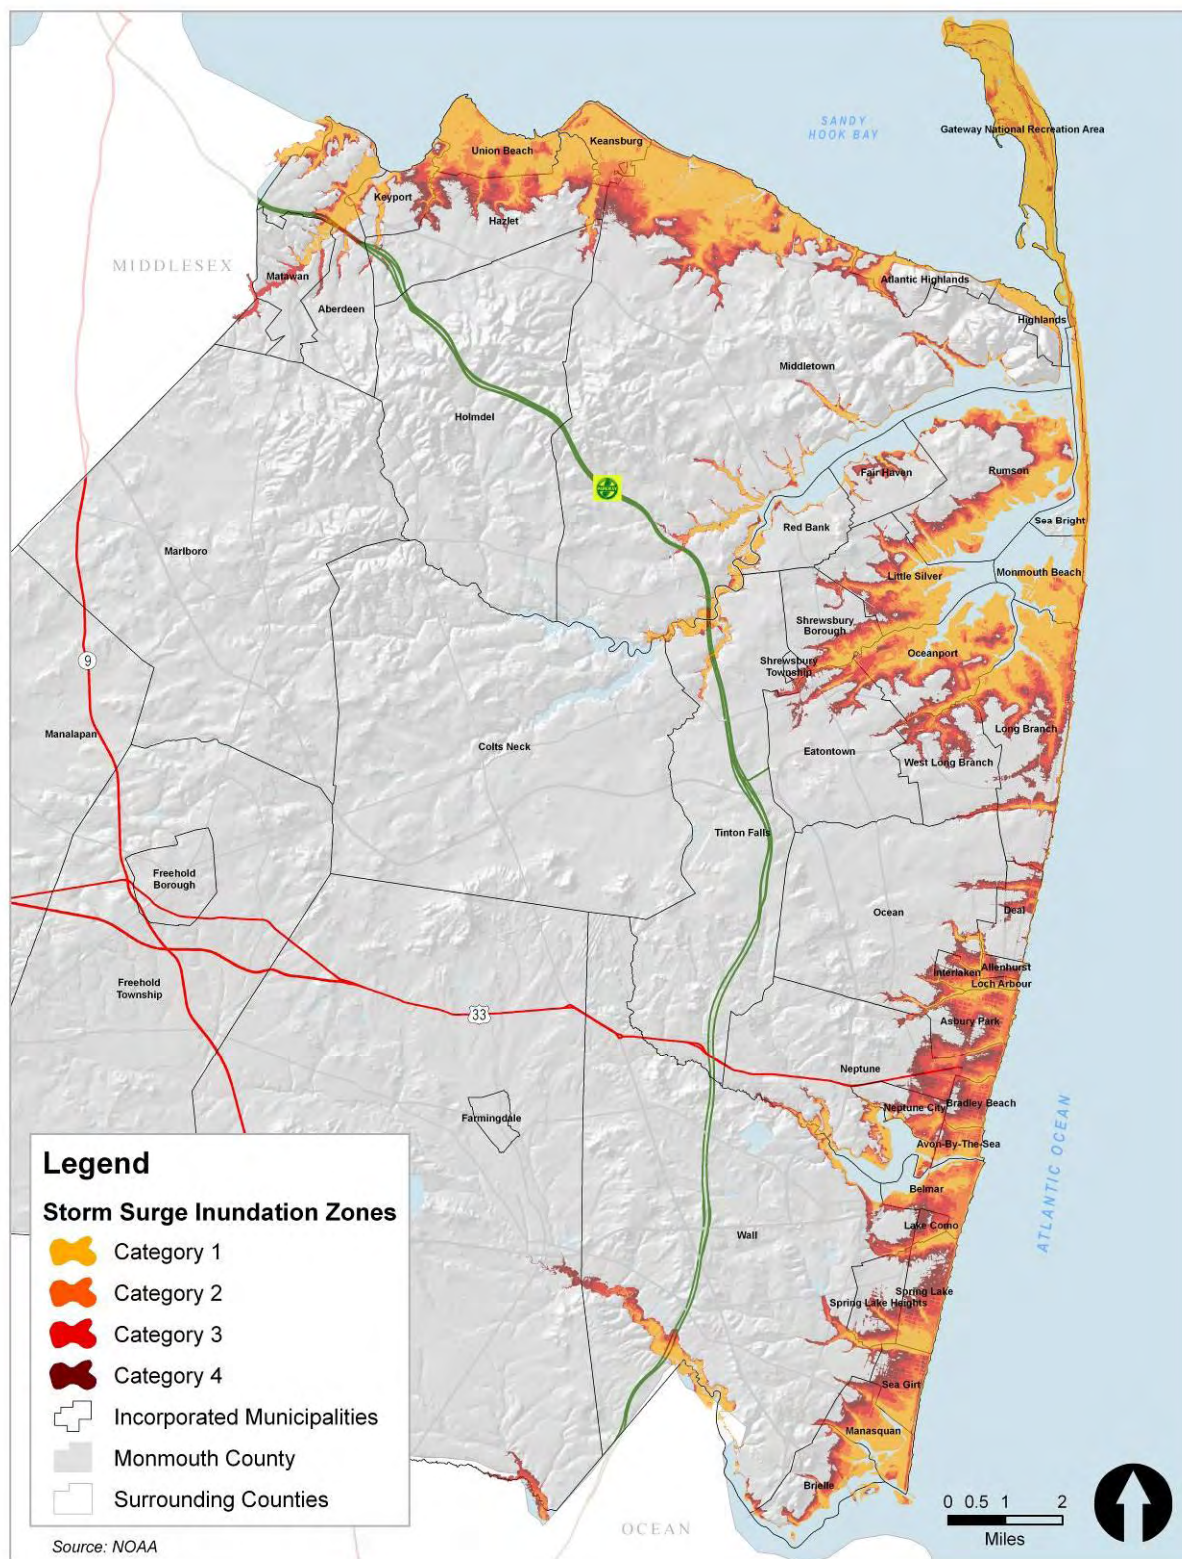 SANDY
HOOK BAY
Gateway National Recreation Area
Union Beach
Keansburg
Keyport
Hazlet
MIDDLESEX
Matawan
Aberdeen
Atlantic Highlands
Highlands
Middletown
Holmdel
Fair Haven
Rumson
Sea Bright
Red Bank
Marlboro
Little Silver
Monmouth Beach
Shrewsbury
Borough
Oceanport
Shrewsbury
Township
9
Manalapan
Colts Neck
Eatontown
Long Branch
West Long Branch
Tinton Falls
Freehold
Borough
Ocean
Deal
Freehold
Township
Interlaken
Allenhurst
Loch Arbour
33
Asbury Park
Neptune
Farmingdale
Neptune City
Bradley Beach
Avon-By-The-Sea
ATLANTIC OCEAN
Belmar
Lake Como
Wall
Spring Lake
Spring Lake Heights
Sea Girt
Manasquan
Brielle
OCEAN
Legend
Storm Surge Inundation Zones
Category 1
Category 2
Category 3
Category 4
Incorporated Municipalities
Monmouth County
Surrounding Counties
Source: NOAA
0 0.5 1 2
Miles